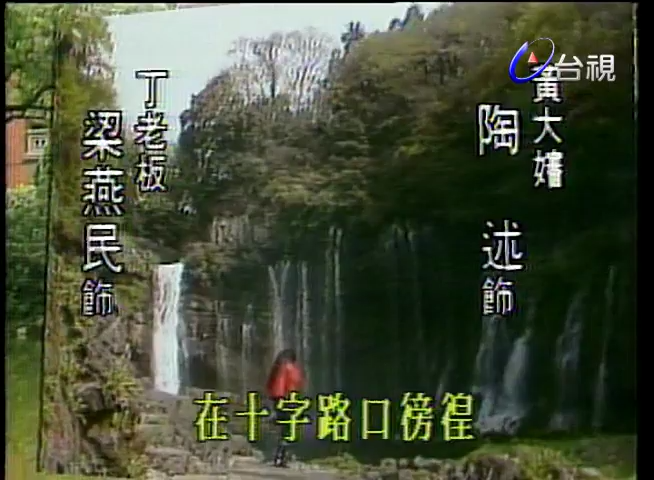 台視
黃大嬸
陶述飾
丁老板
梁燕民飾
在十字路口徬徨